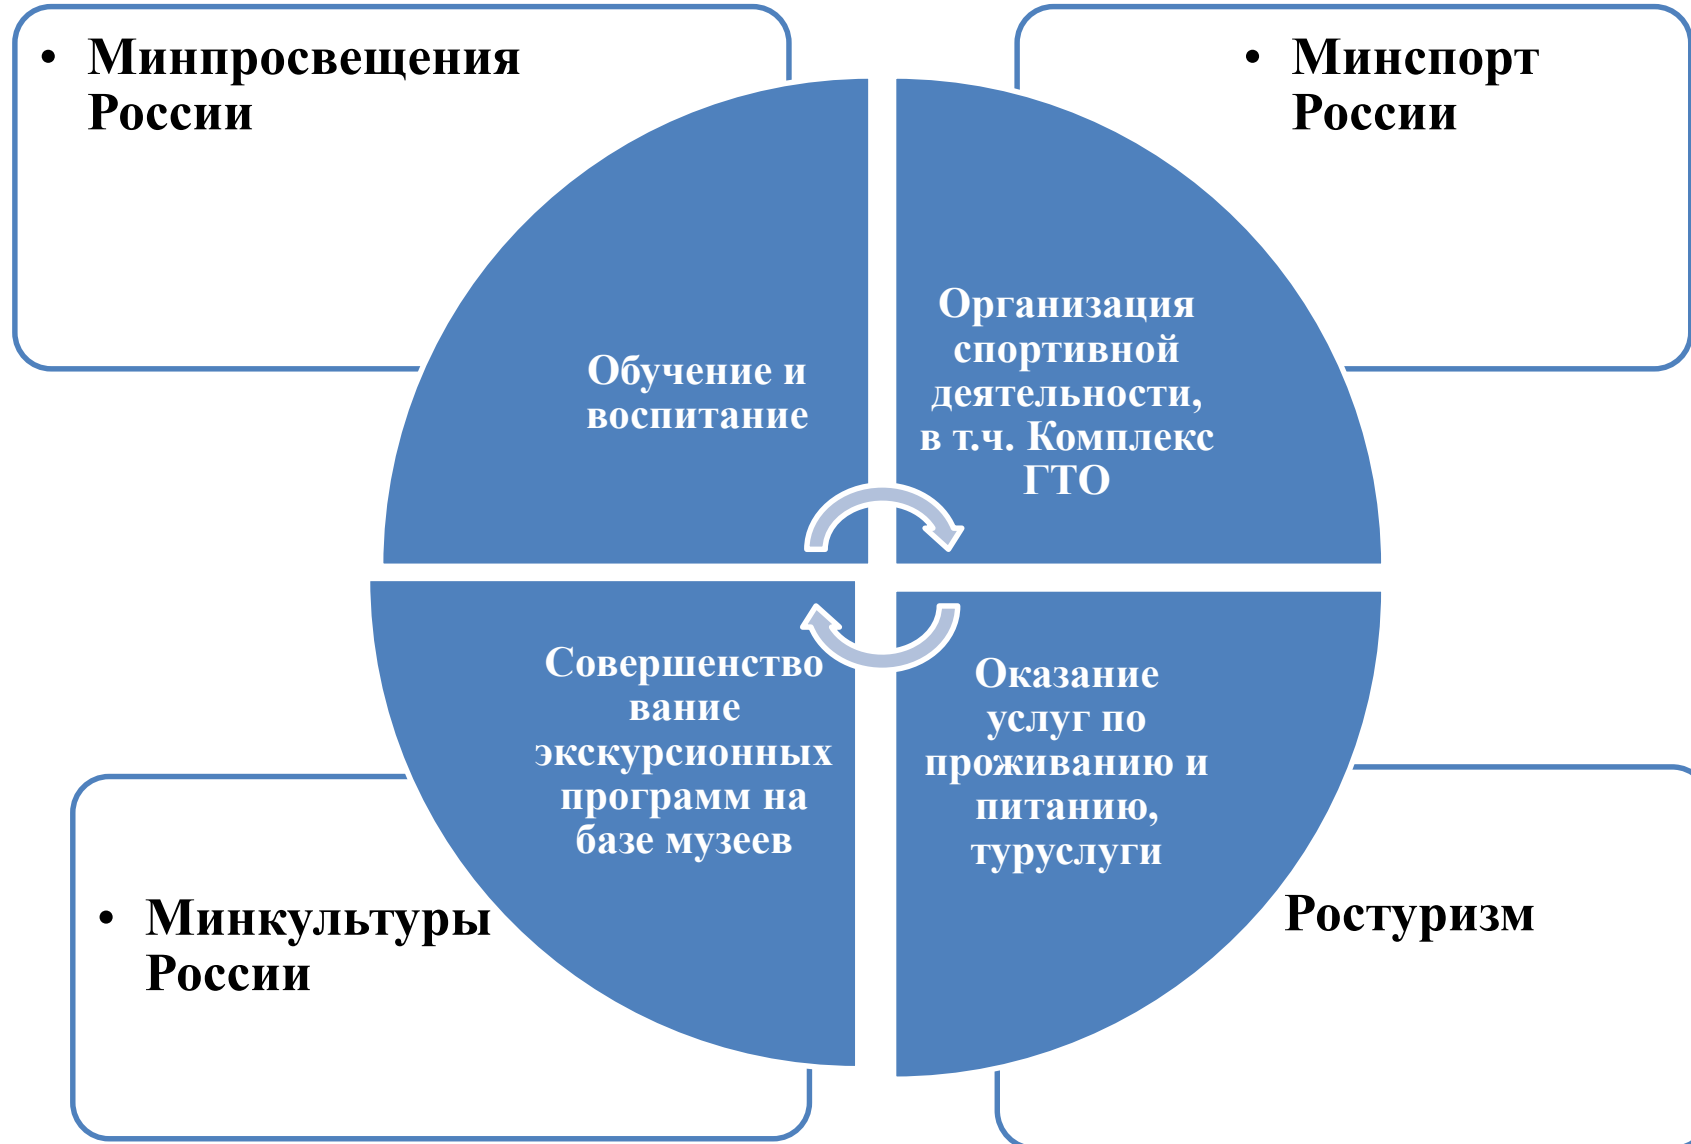 • Минпросвещения
России
• Минспорт
России
Обучение и
воспитание
Организация
спортивной
деятельности,
в т.ч. Комплекс
ГТО
Совершенство
вание
экскурсионных
программ на
базе музеев
Оказание
услуг по
проживанию и
питанию,
туруслуги
• Минкультуры
России
Ростуризм